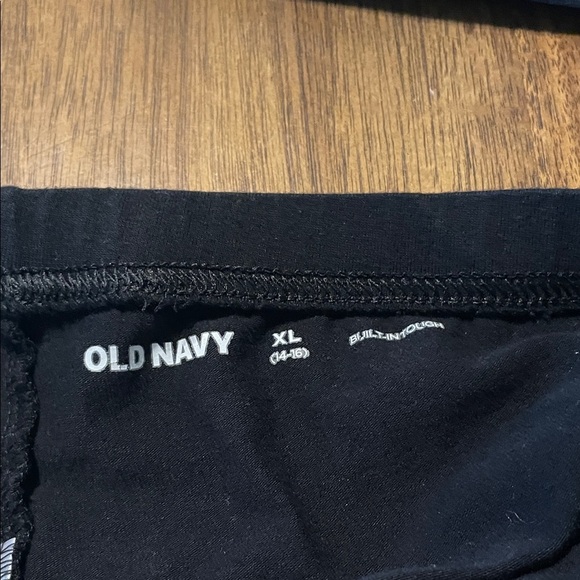 OLD NAVY
XL
(14-16)
BUILT-IN TOUGH